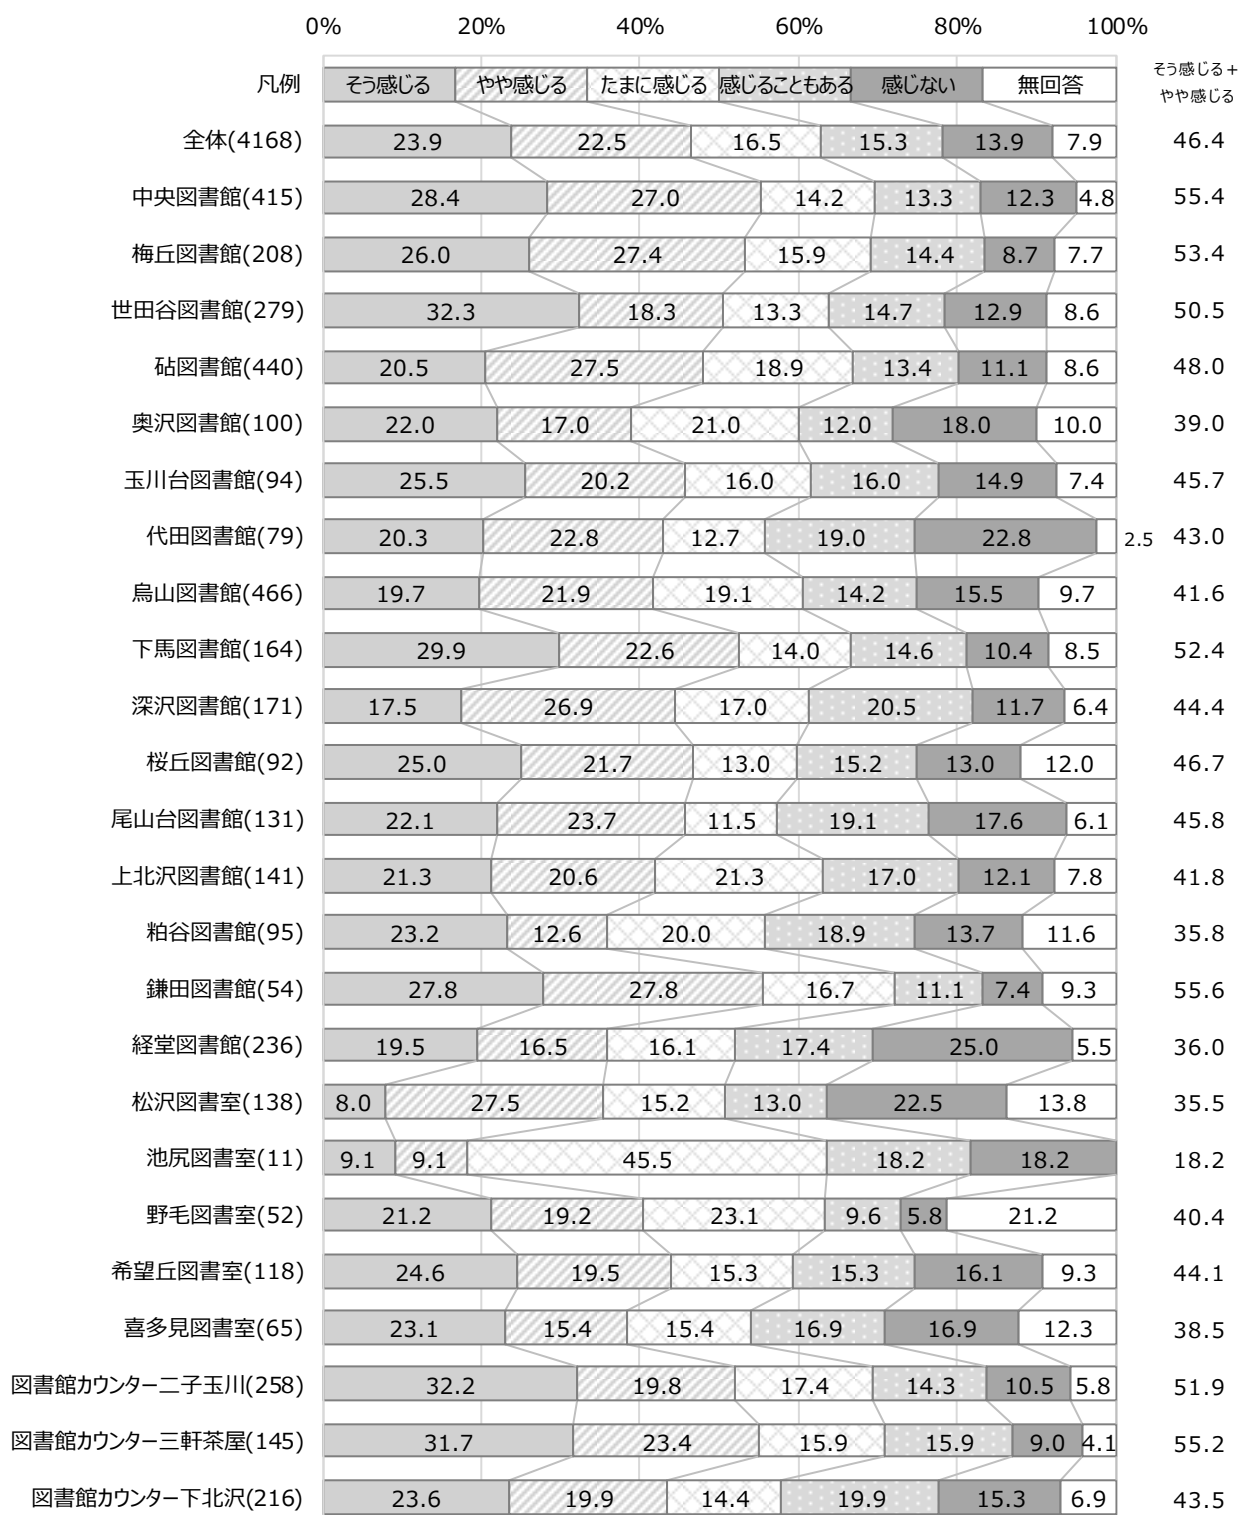 0% 20% 40% 60% 80% 100%
凡例 そう感じる やや感じる たまに感じる 感じることもある 感じない 無回答 そう感じる+
やや感じる
全体(4168) 23.9 22.5 16.5 15.3 13.9 7.9 46.4
中央図書館(415) 28.4 27.0 14.2 13.3 12.3 4.8 55.4
梅丘図書館(208) 26.0 27.4 15.9 14.4 8.7 7.7 53.4
世田谷図書館(279) 32.3 18.3 13.3 14.7 12.9 8.6 50.5
砧図書館(440) 20.5 27.5 18.9 13.4 11.1 8.6 48.0
奥沢図書館(100) 22.0 17.0 21.0 12.0 18.0 10.0 39.0
玉川台図書館(94) 25.5 20.2 16.0 16.0 14.9 7.4 45.7
代田図書館(79) 20.3 22.8 12.7 19.0 22.8 2.5 43.0
烏山図書館(466) 19.7 21.9 19.1 14.2 15.5 9.7 41.6
下馬図書館(164) 29.9 22.6 14.0 14.6 10.4 8.5 52.4
深沢図書館(171) 17.5 26.9 17.0 20.5 11.7 6.4 44.4
桜丘図書館(92) 25.0 21.7 13.0 15.2 13.0 12.0 46.7
尾山台図書館(131) 22.1 23.7 11.5 19.1 17.6 6.1 45.8
上北沢図書館(141) 21.3 20.6 21.3 17.0 12.1 7.8 41.8
粕谷図書館(95) 23.2 12.6 20.0 18.9 13.7 11.6 35.8
鎌田図書館(54) 27.8 27.8 16.7 11.1 7.4 9.3 55.6
経堂図書館(236) 19.5 16.5 16.1 17.4 25.0 5.5 36.0
松沢図書室(138) 8.0 27.5 15.2 13.0 22.5 13.8 35.5
池尻図書室(11) 9.1 9.1 45.5 18.2 18.2 18.2
野毛図書室(52) 21.2 19.2 23.1 9.6 5.8 21.2 40.4
希望丘図書室(118) 24.6 19.5 15.3 15.3 16.1 9.3 44.1
喜多見図書室(65) 23.1 15.4 15.4 16.9 16.9 12.3 38.5
図書館カウンター二子玉川(258) 32.2 19.8 17.4 14.3 10.5 5.8 51.9
図書館カウンター三軒茶屋(145) 31.7 23.4 15.9 15.9 9.0 4.1 55.2
図書館カウンター下北沢(216) 23.6 19.9 14.4 19.9 15.3 6.9 43.5